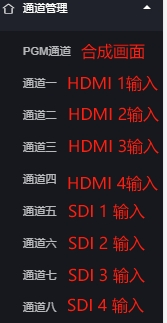 通道管理
PGM通道 合成画面
通道一 HDMI 1输入
通道二 HDMI 2输入
通道三 HDMI 3输入
通道四 HDMI 4输入
通道五 SDI 1 输入
通道六 SDI 2 输入
通道七 SDI 3 输入
通道八 SDI 4 输入